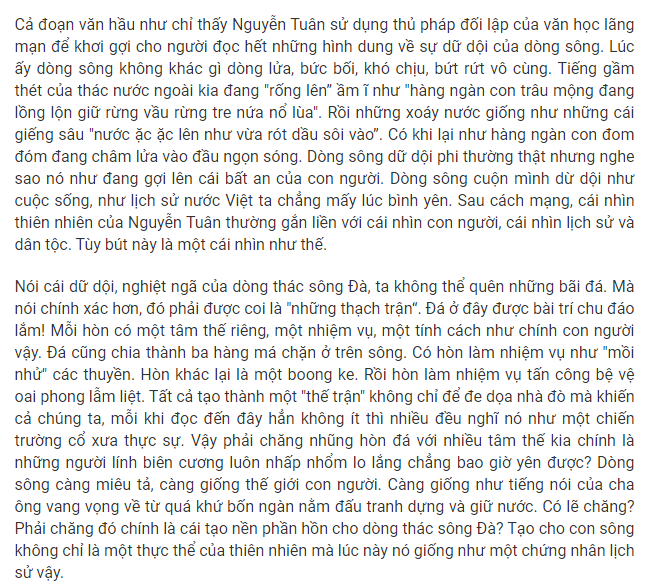 Cả đoạn văn hầu như chỉ thấy Nguyễn Tuân sử dụng thủ pháp đối lập của văn học lãng
mạn để khơi gợi cho người đọc hết những hình dung về sự dữ dội của dòng sông. Lúc
ấy dòng sông không khác gì dòng lửa, bức bối, khó chịu, bứt rứt vô cùng. Tiếng gầm
thét của thác nước ngoài kia đang "rống lên” ầm ĩ như "hàng ngàn con trâu mộng đang
lồng lộn giữ rừng vầu rừng tre nứa nổ lùa". Rồi những xoáy nước giống như những cái
giếng sâu "nước ặc ặc lên như vừa rót dầu sôi vào”. Có khi lại như hàng ngàn con đom
đóm đang châm lửa vào đầu ngọn sóng. Dòng sông dữ dội phi thường thật nhưng nghe
sao nó như đang gợi lên cái bất an của con người. Dòng sông cuộn mình dừ dội như
cuộc sống, như lịch sử nước Việt ta chẳng mấy lúc bình yên. Sau cách mạng, cái nhìn
thiên nhiên của Nguyễn Tuân thường gắn liền với cái nhìn con người, cái nhìn lịch sử và
dân tộc. Tùy bút này là một cái nhìn như thế.
Nói cái dữ dội, nghiệt ngã của dòng thác sông Đà, ta không thể quên những bãi đá. Mà
nói chính xác hơn, đó phải được coi là "những thạch trận“. Đá ở đây được bài trí chu đáo
lắm! Mỗi hòn có một tâm thế riêng, một nhiệm vụ, một tính cách như chính con người
vậy. Đá cũng chia thành ba hàng má chặn ở trên sông. Có hòn làm nhiệm vụ như "mồi
nhử" các thuyền. Hòn khác lại là một boong ke. Rồi hòn làm nhiệm vụ tấn công bệ vệ
oai phong lẫm liệt. Tất cả tạo thành một "thế trận" không chỉ để đe dọa nhà đò mà khiến
cả chúng ta, mỗi khi đọc đến đây hẳn không ít thì nhiều đều nghĩ nó như một chiến
trường cổ xưa thực sự. Vậy phải chăng nhũng hòn đá với nhiều tâm thế kia chính là
những người lính biên cương luôn nhấp nhổm lo lắng chẳng bao giờ yên được? Dòng
sông càng miêu tả, càng giống thế giới con người. Càng giống như tiếng nói của cha
ông vang vọng về từ quá khứ bốn ngàn nằm đấu tranh dựng và giữ nước. Có lẽ chăng?
Phải chăng đó chính là cái tạo nền phần hồn cho dòng thác sông Đà? Tạo cho con sông
không chỉ là một thực thể của thiên nhiên mà lúc này nó giống như một chứng nhân lịch
sử vậy.